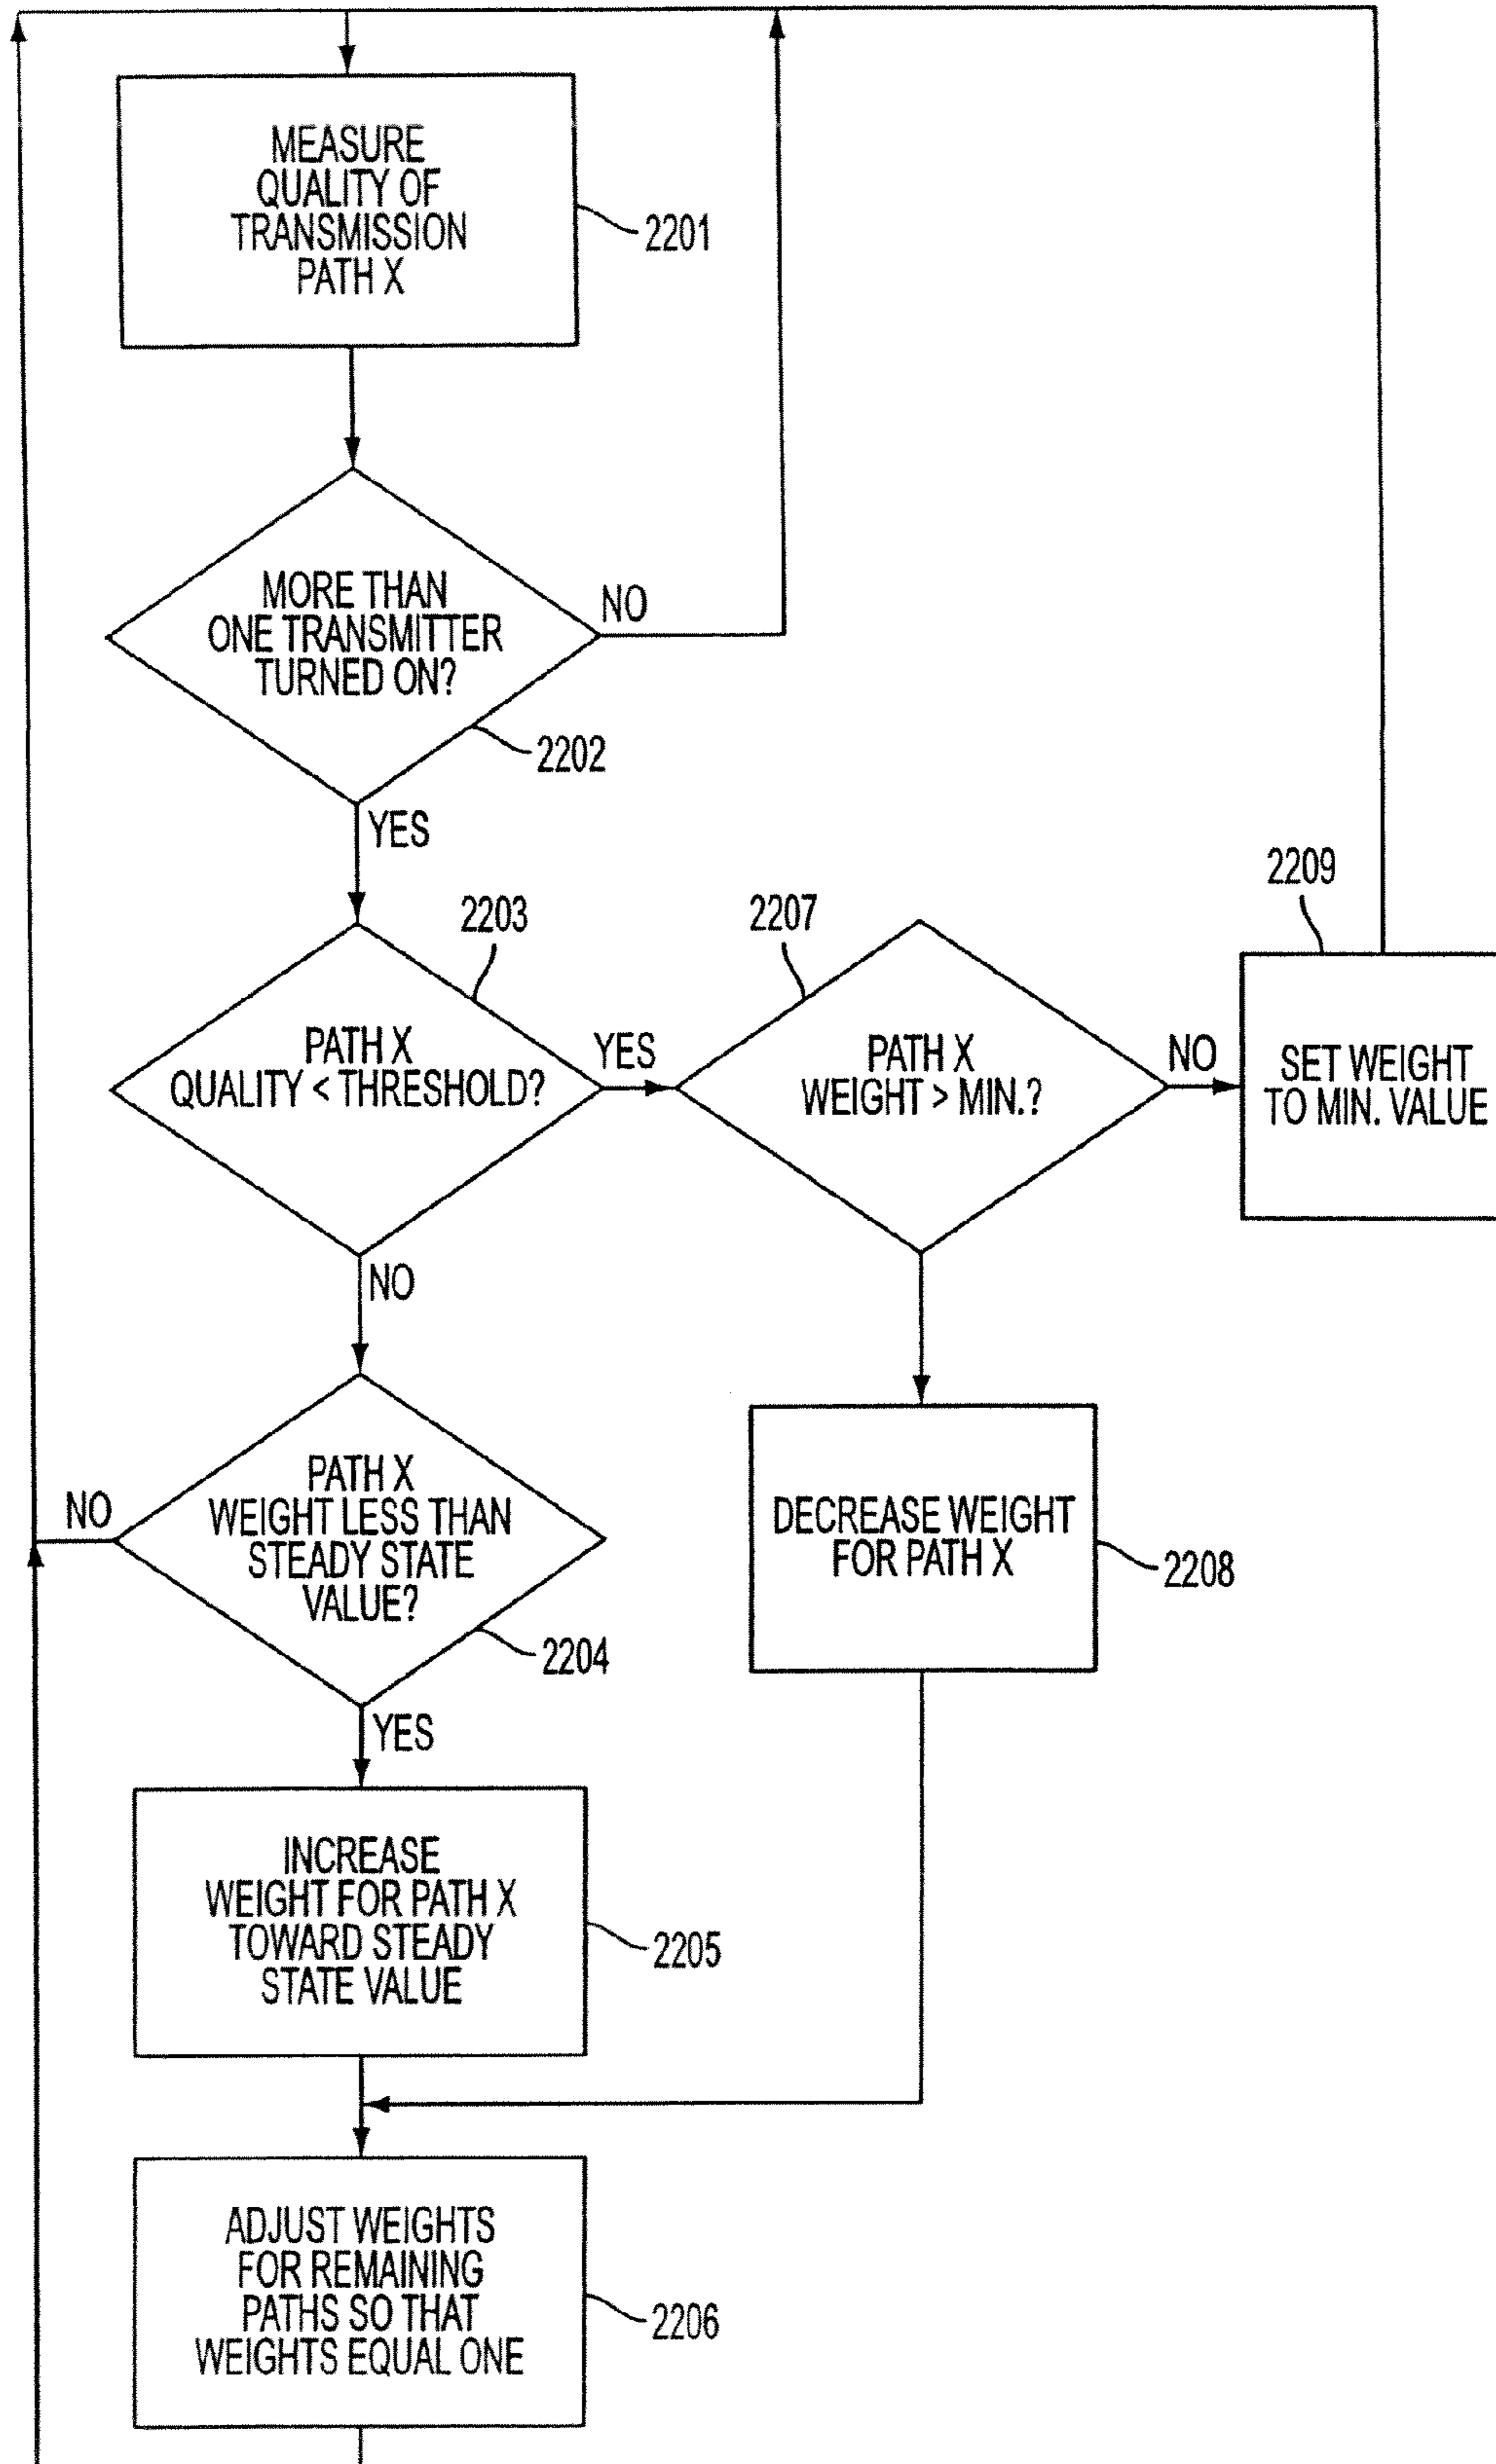 MEASURE
QUALITY OF
TRANSMISSION
PATH X
2201
MORE THAN
ONE TRANSMITTER
TURNED ON?
NO
2202
YES
2203
PATH X
QUALITY < THRESHOLD?
YES
2207
PATH X
WEIGHT > MIN.?
NO
2209
SET WEIGHT
TO MIN. VALUE
NO
PATH X
WEIGHT LESS THAN
STEADY STATE
VALUE?
NO
2204
DECREASE WEIGHT
FOR PATH X
2208
YES
INCREASE
WEIGHT FOR PATH X
TOWARD STEADY
STATE VALUE
2205
ADJUST WEIGHTS
FOR REMAINING
PATHS SO THAT
WEIGHTS EQUAL ONE
2206